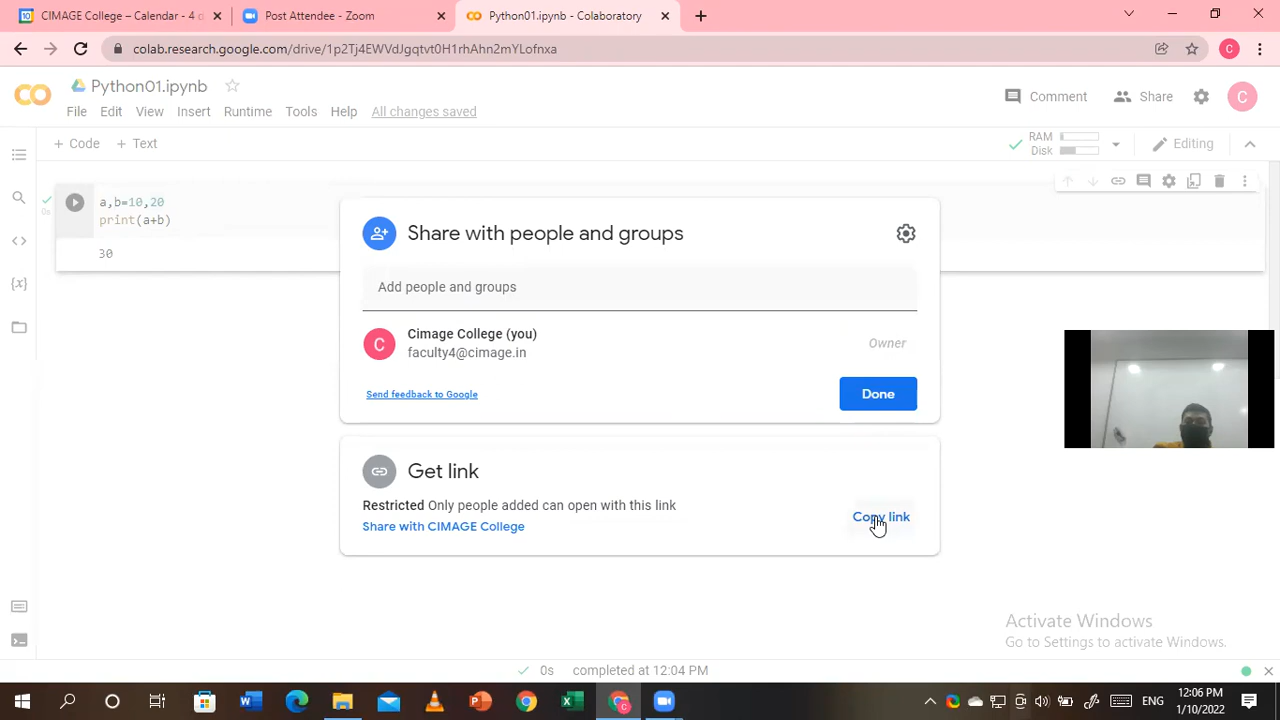 CIMAGE College – Calendar - 4 d
Post Attendee - Zoom
Python01.ipynb - Colaboratory
colab.research.google.com/drive/1p2Tj4EWVdJgqtvt0H1rhAhn2mYLofnxa
C
Python01.ipynb
File Edit View Insert Runtime Tools Help All changes saved
Comment
Share
C
+ Code + Text
RAM
Disk
Editing
a,b=10,20
print(a+b)
0s
30
{x}
Share with people and groups
Add people and groups
C
Cimage College (you)
faculty4@cimage.in
Owner
Send feedback to Google
Done
Get link
Restricted Only people added can open with this link
Share with CIMAGE College
Copy link
Activate Windows
Go to Settings to activate Windows.
0s completed at 12:04 PM
ENG
12:06 PM
1/10/2022